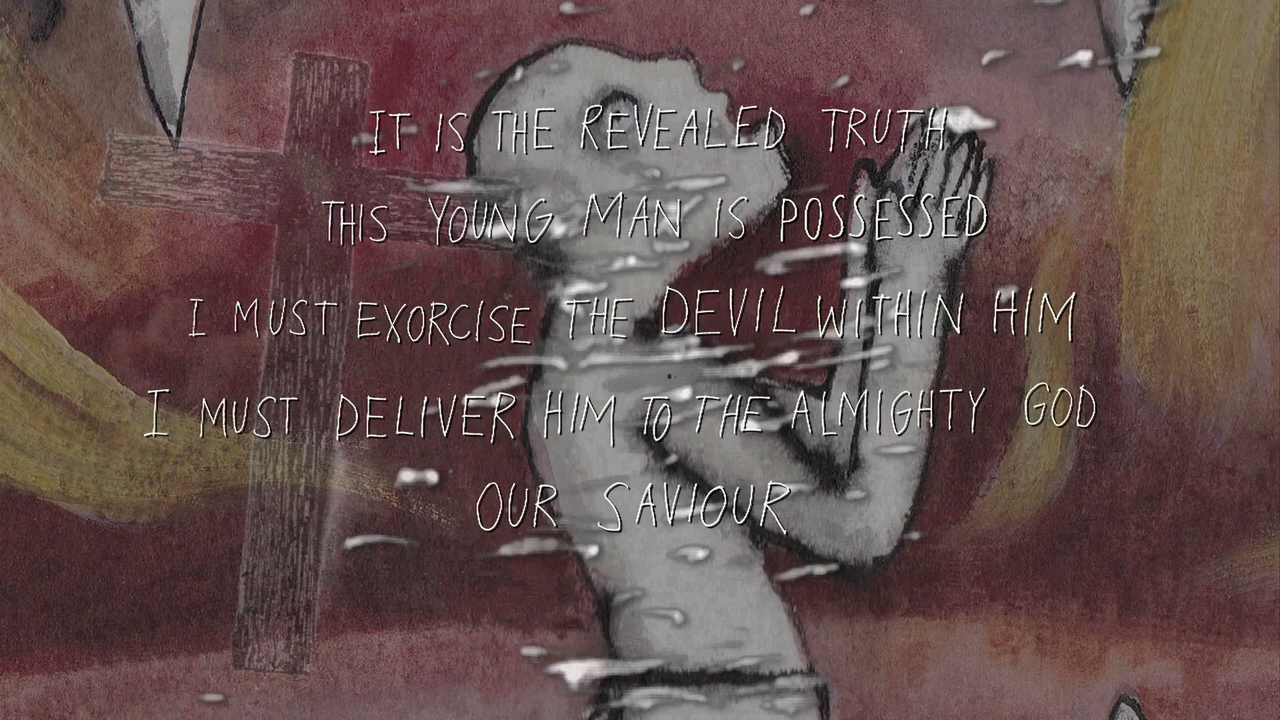 IT IS THE REVEALED TRUTH
THIS YOUNG MAN IS POSSESSED
I MUST EXORCISE THE DEVIL WITHIN HIM
I MUST DELIVER HIM TO THE ALMIGHTY GOD
OUR SAVIOUR